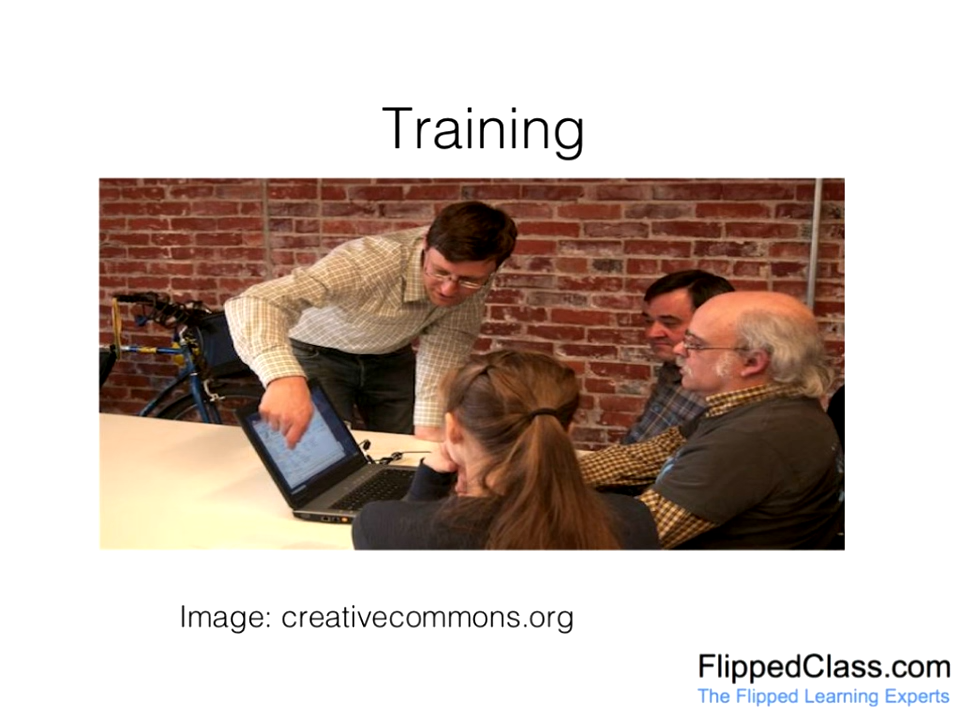 Training
Image: creativecommons.org
FlippedClass.com
The Flipped Learning Experts